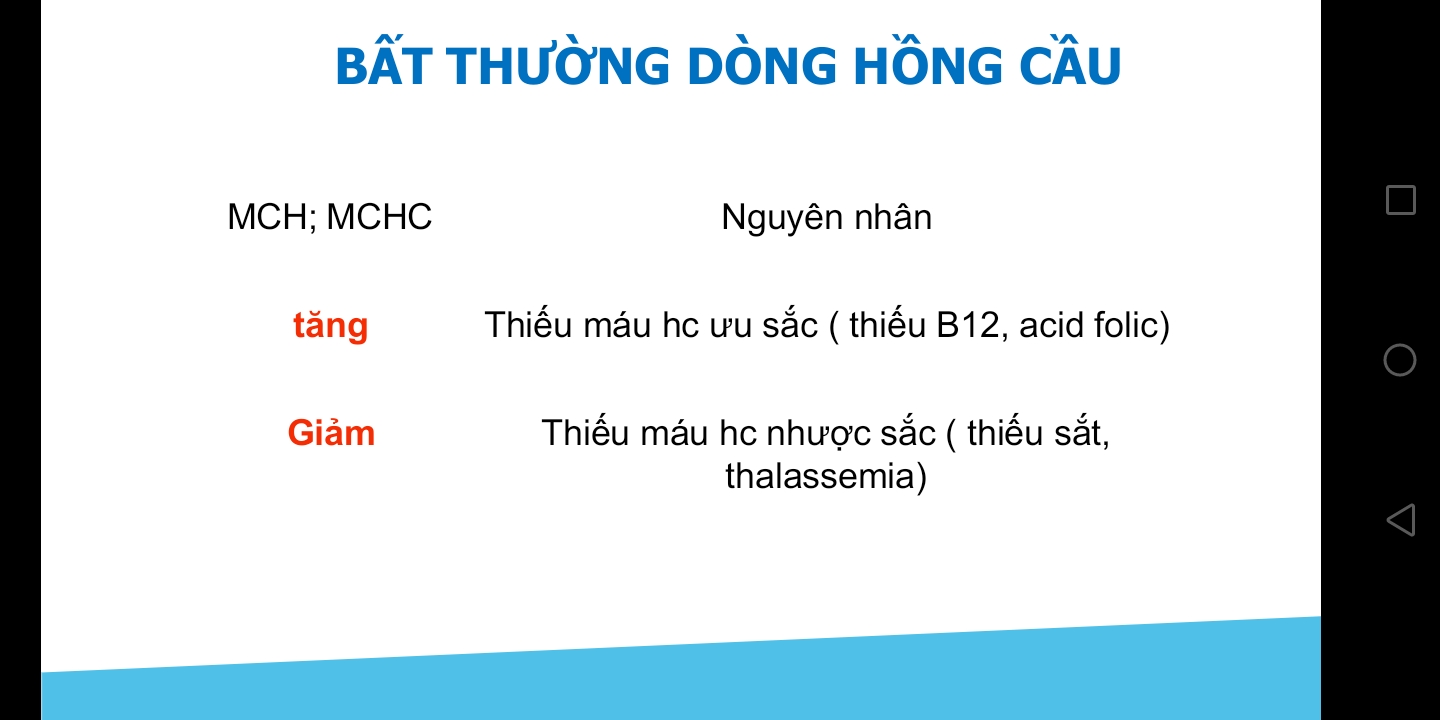 BẤT THƯỜNG DÒNG HỒNG CẦU
MCH; MCHC Nguyên nhân
tăng Thiếu máu hc ưu sắc ( thiếu B12, acid folic)
Giảm Thiếu máu hc nhược sắc ( thiếu sắt,
thalassemia)